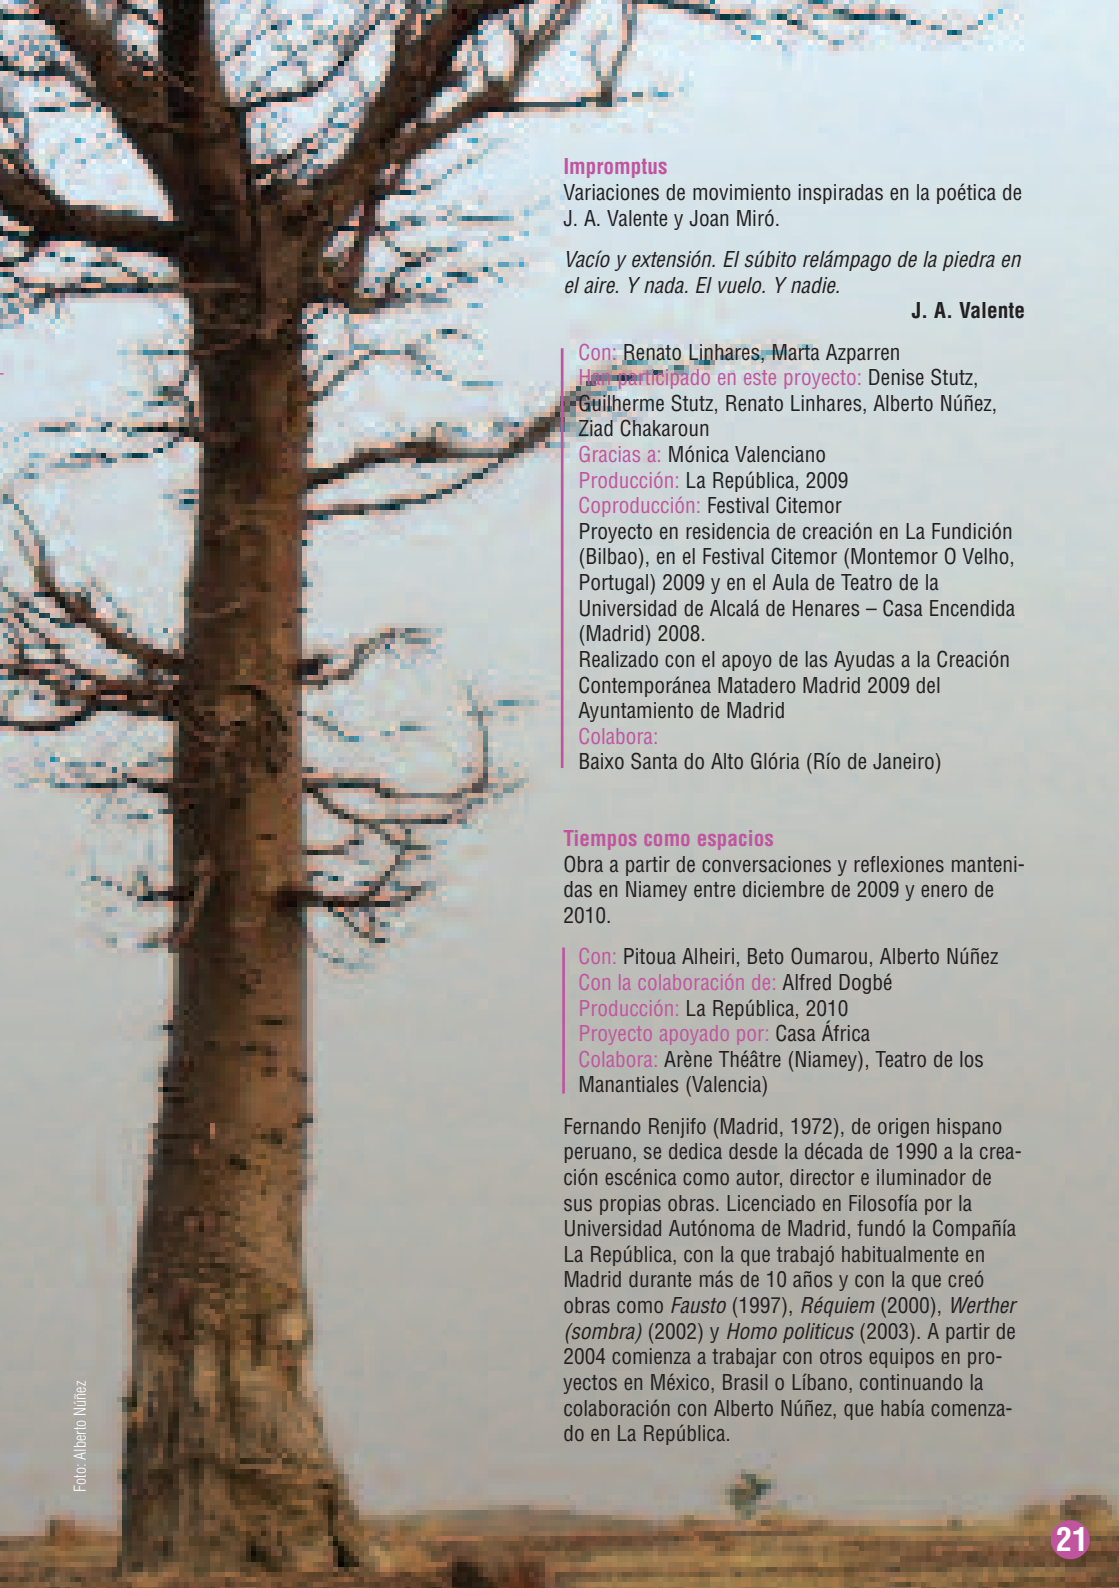 Impromptus
Variaciones de movimiento inspiradas en la poética de
J. A. Valente y Joan Miró.
Vacío y extensión. El súbito relámpago de la piedra en
el aire. Y nada. El vuelo. Y nadie.
J. A. Valente
Con: Renato Linhares, Marta Azparren
Han participado en este proyecto: Denise Stutz,
Guilherme Stutz, Renato Linhares, Alberto Núñez,
Ziad Chakaroun
Gracias a: Mónica Valenciano
Producción: La República, 2009
Coproducción: Festival Citemor
Proyecto en residencia de creación en La Fundición
(Bilbao), en el Festival Citemor (Montemor O Velho,
Portugal) 2009 y en el Aula de Teatro de la
Universidad de Alcalá de Henares – Casa Encendida
(Madrid) 2008.
Realizado con el apoyo de las Ayudas a la Creación
Contemporánea Matadero Madrid 2009 del
Ayuntamiento de Madrid
Colabora:
Baixo Santa do Alto Glória (Río de Janeiro)
Tiempos como espacios
Obra a partir de conversaciones y reflexiones manteni-
das en Niamey entre diciembre de 2009 y enero de
2010.
Con: Pitoua Alheiri, Beto Oumarou, Alberto Núñez
Con la colaboración de: Alfred Dogbé
Producción: La República, 2010
Proyecto apoyado por: Casa África
Colabora: Arène Théâtre (Niamey), Teatro de los
Manantiales (Valencia)
Fernando Renjifo (Madrid, 1972), de origen hispano
peruano, se dedica desde la década de 1990 a la crea-
ción escénica como autor, director e iluminador de
sus propias obras. Licenciado en Filosofía por la
Universidad Autónoma de Madrid, fundó la Compañía
La República, con la que trabajó habitualmente en
Madrid durante más de 10 años y con la que creó
obras como Fausto (1997), Réquiem (2000), Werther
(sombra) (2002) y Homo politicus (2003). A partir de
2004 comienza a trabajar con otros equipos en pro-
yectos en México, Brasil o Líbano, continuando la
colaboración con Alberto Núñez, que había comenza-
do en La República.
Foto: Alberto Núñez
21